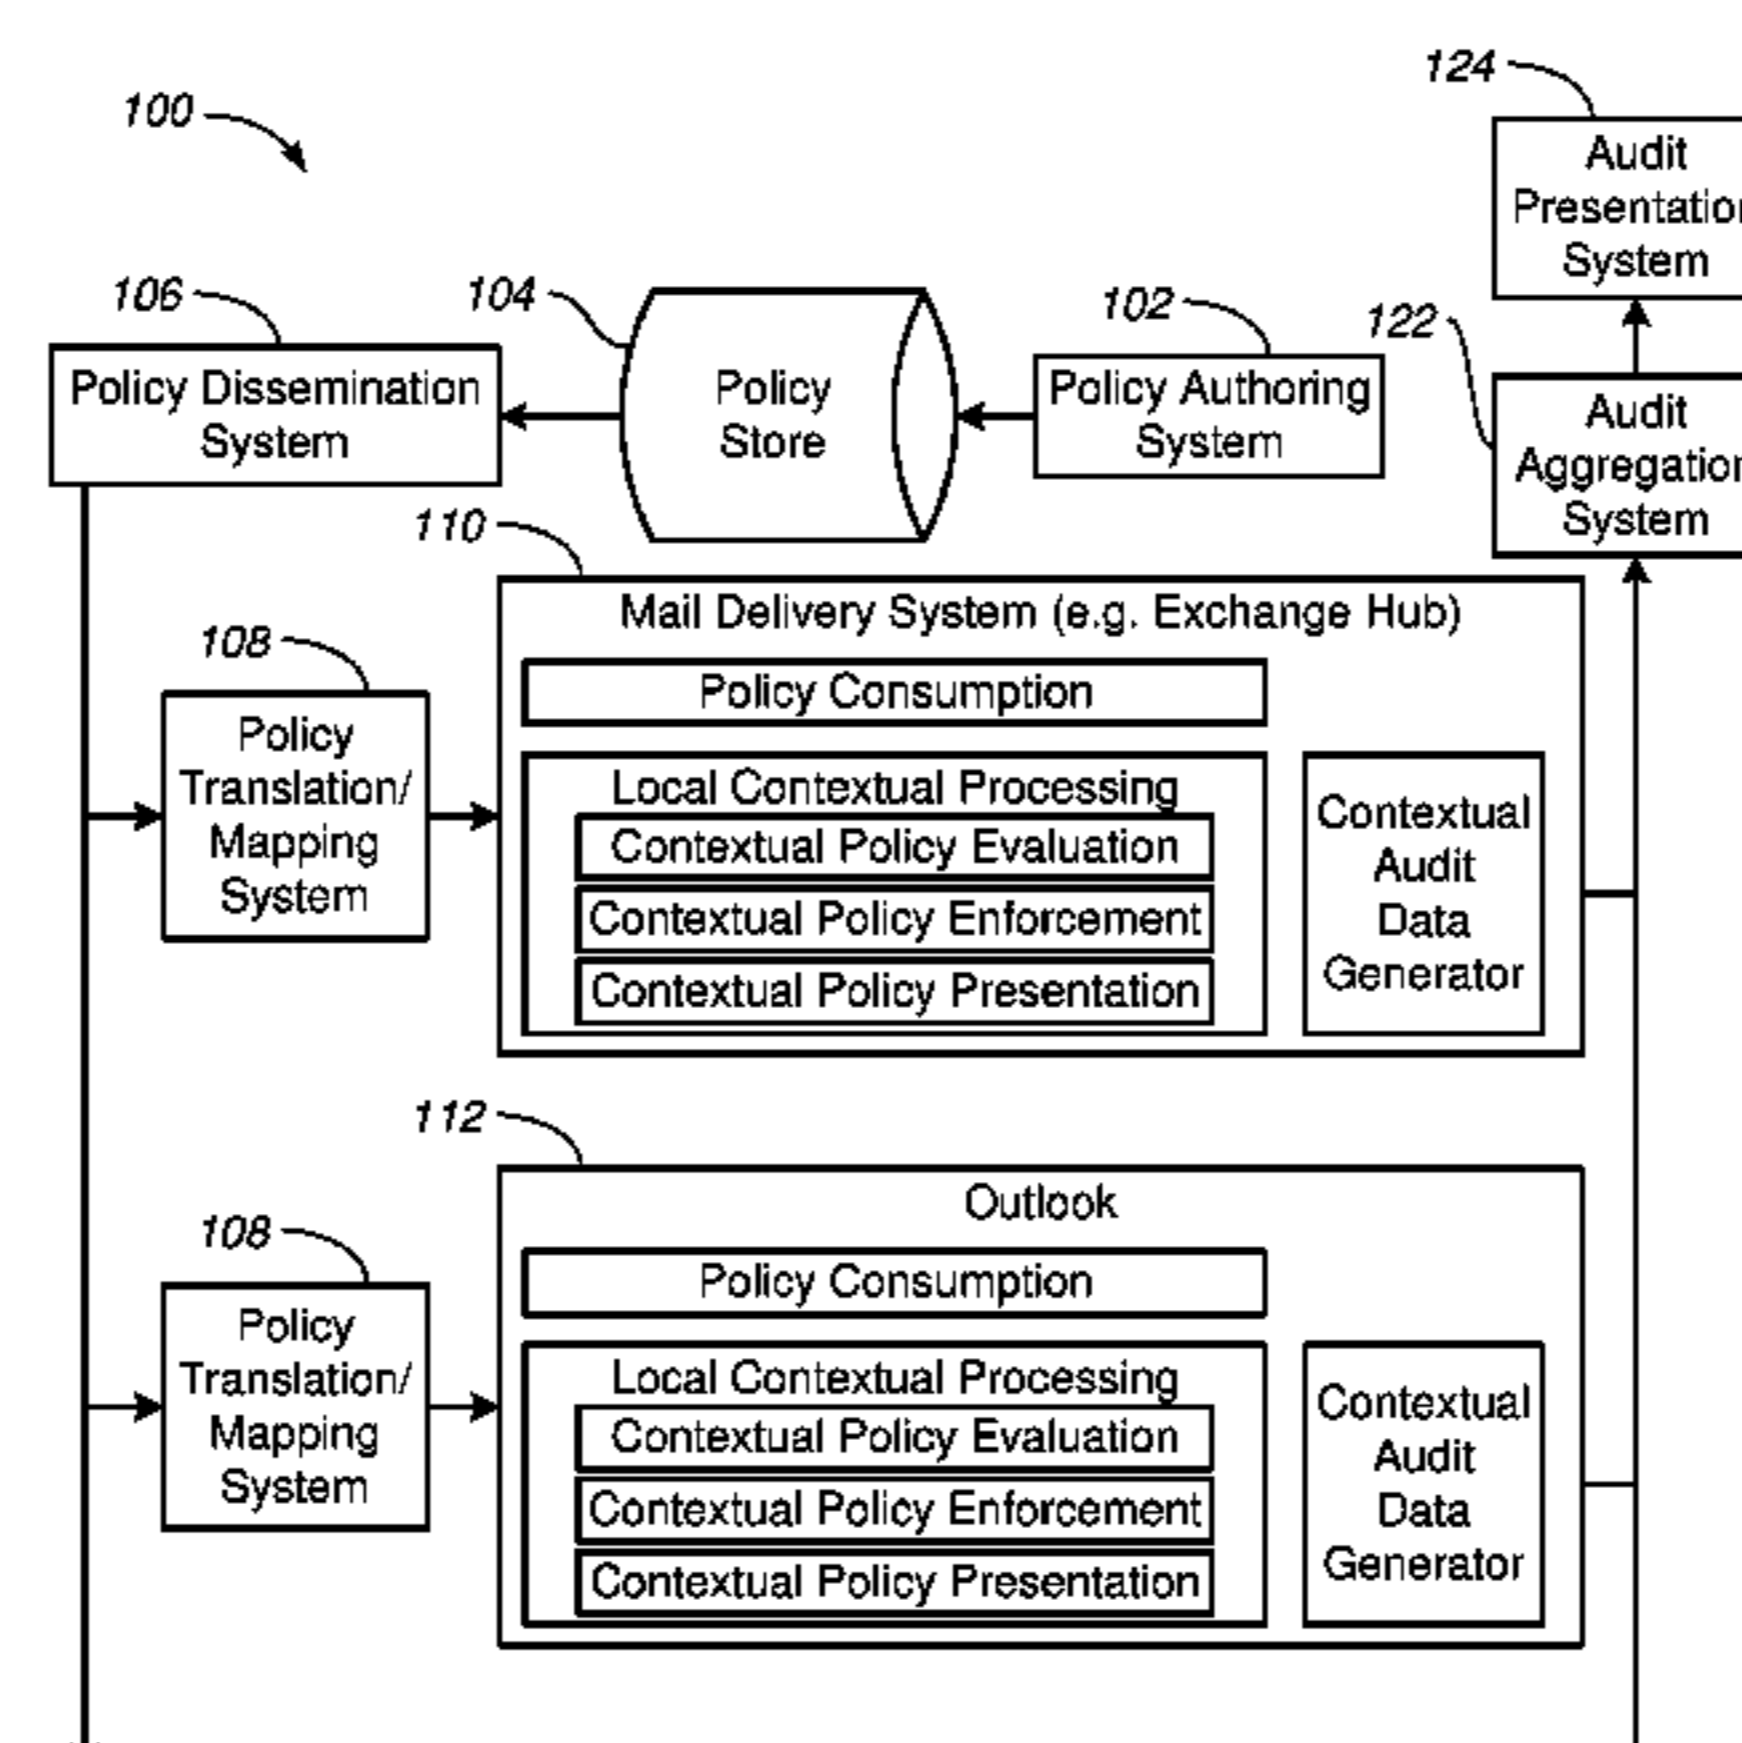 100
124
Audit
Presentation
System
106
104
102
122
Policy Dissemination
System
Policy
Store
Policy Authoring
System
Audit
Aggregation
System
110
Mail Delivery System (e.g. Exchange Hub)
Policy Consumption
108
Policy
Translation/
Mapping
System
Local Contextual Processing
Contextual Policy Evaluation
Contextual Policy Enforcement
Contextual Policy Presentation
Contextual
Audit
Data
Generator
112
Outlook
Policy Consumption
108
Policy
Translation/
Mapping
System
Local Contextual Processing
Contextual Policy Evaluation
Contextual Policy Enforcement
Contextual Policy Presentation
Contextual
Audit
Data
Generator